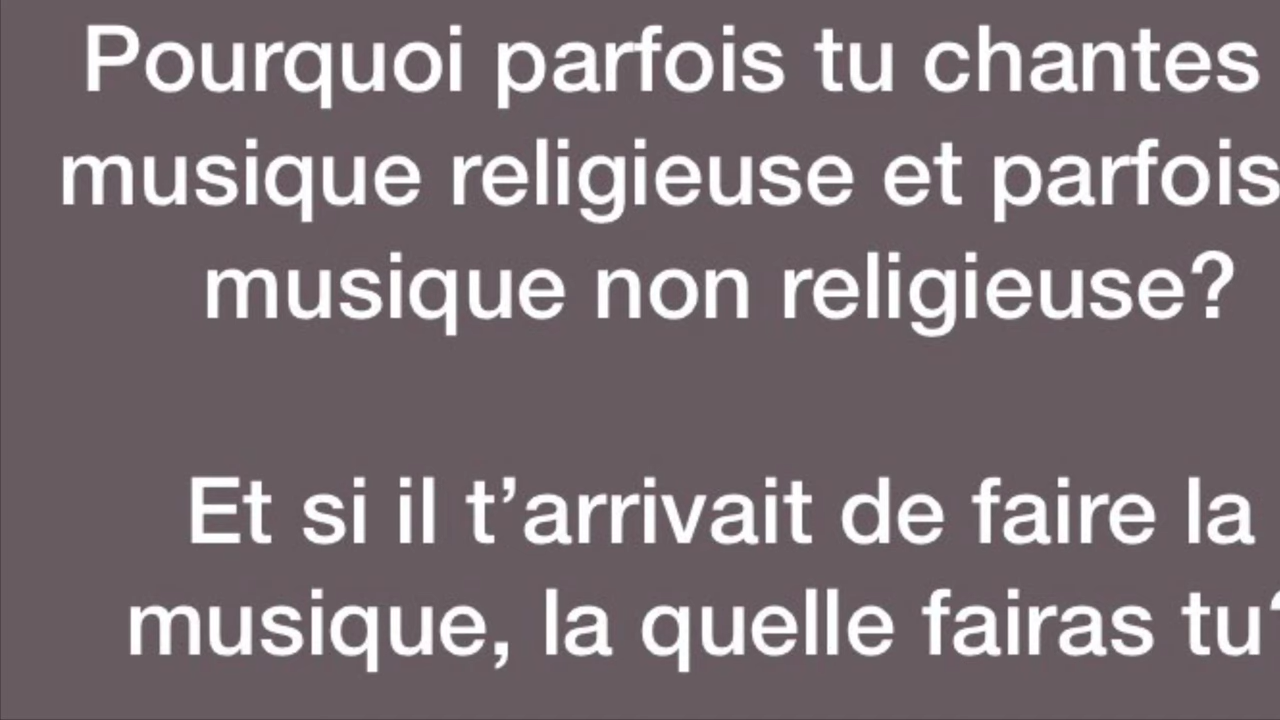 Pourquoi parfois tu chantes
musique religieuse et parfois
musique non religieuse?
Et si il t’arrivait de faire la
musique, la quelle fairas tu?